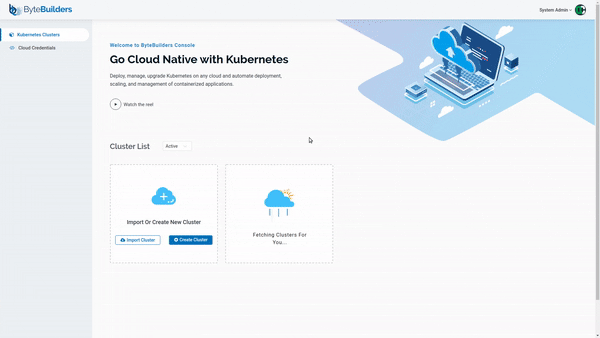 ByteBuilders
System Admin
Kubernetes Clusters
Cloud Credentials
Welcome to ByteBuilders Console
Go Cloud Native with Kubernetes
Deploy, manage, upgrade Kubernetes on any cloud and automate deployment,
scaling, and management of containerized applications.
Watch the reel
Cluster List
Active
Import Or Create New Cluster
Import Cluster
Create Cluster
Fetching Clusters For
You...